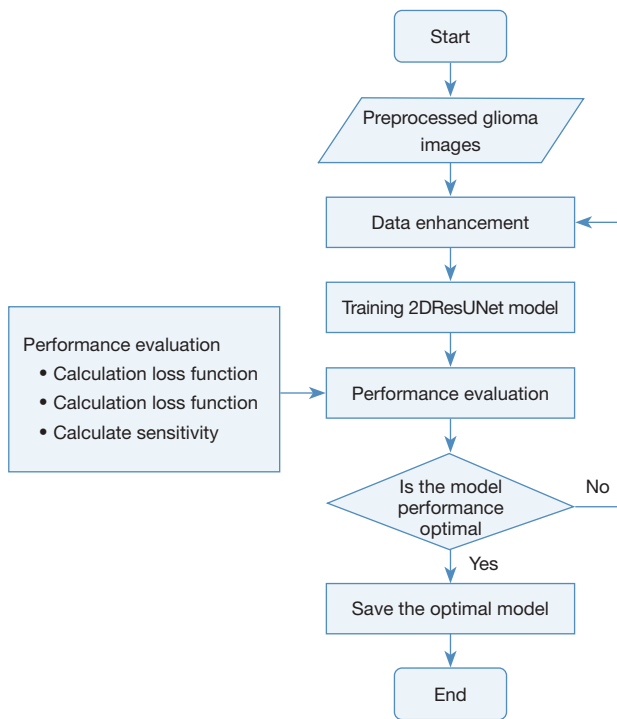 Start
Preprocessed glioma
images
Data enhancement
Training 2DResUNet model
Performance evaluation
• Calculation loss function
• Calculation loss function
• Calculate sensitivity
Performance evaluation
Is the model
performance
optimal
No
Yes
Save the optimal model
End